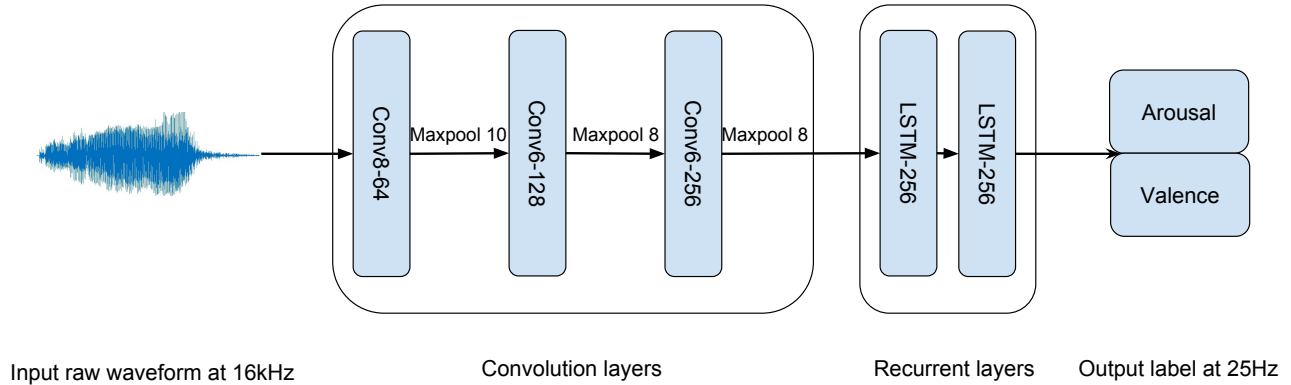 Conv8-64
Maxpool 10
Conv6-128
Maxpool 8
Conv6-256
Maxpool 8
LSTM-256
LSTM-256
Arousal
Valence
Input raw waveform at 16kHz
Convolution layers
Recurrent layers
Output label at 25Hz